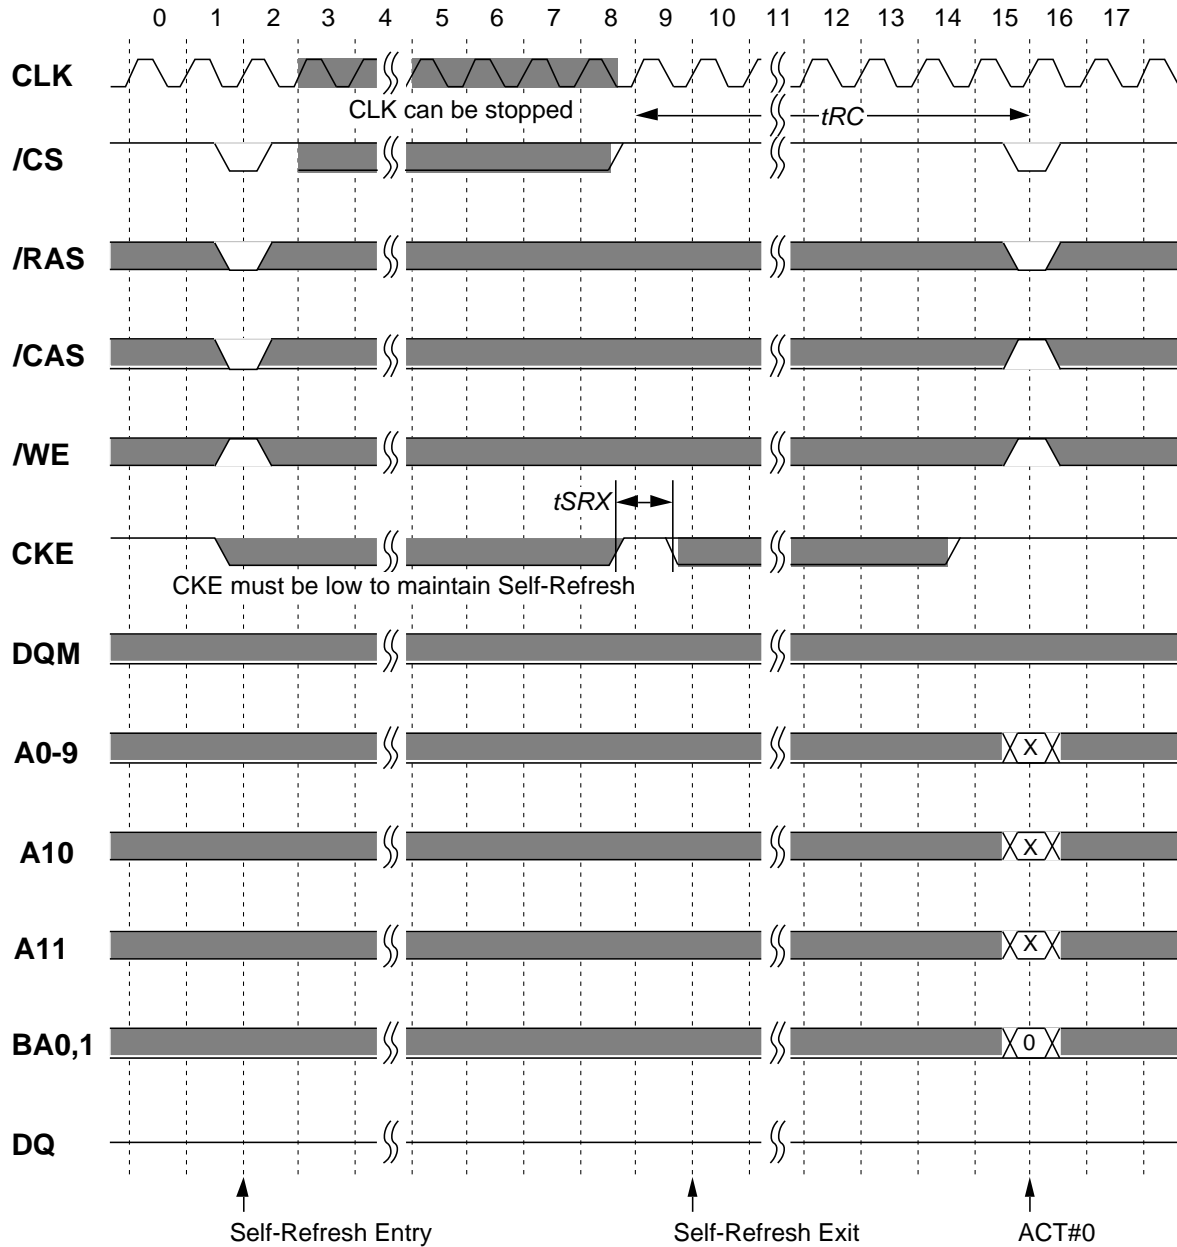 0 1 2 3 4 5 6 7 8 9 10 11 12 13 14 15 16 17
CLK
CLK can be stopped
tRC
/CS
/RAS
/CAS
/WE
tSRX
CKE
CKE must be low to maintain Self-Refresh
DQM
A0-9 X
A10 X
A11 X
BA0,1 0
DQ
Self-Refresh Entry Self-Refresh Exit ACT#0